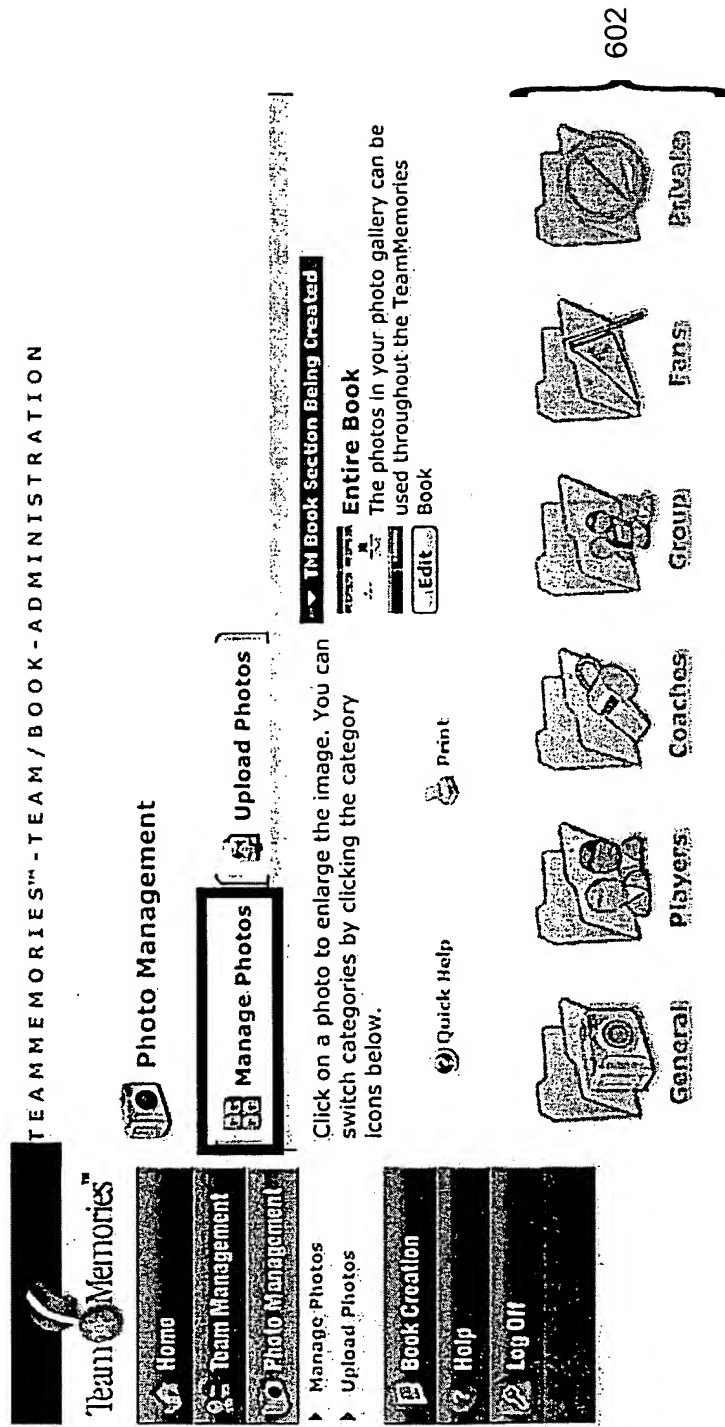 TEAMMEMORIES™-TEAM/BOOK-ADMINISTRATION
Team Memories™
Home
Team Management
Photo Management
Manage Photos
Upload Photos
Book Creation
Help
Log Off
Photo Management
Manage Photos
Upload Photos
Click on a photo to enlarge the image. You can
switch categories by clicking the category
icons below.
Quick Help
Print
TM Book Section Being Created
Entire Book
The photos in your photo gallery can be
used throughout the TeamMemories
Book
Edit
General
Players
Coaches
Group
Fans
Private
602